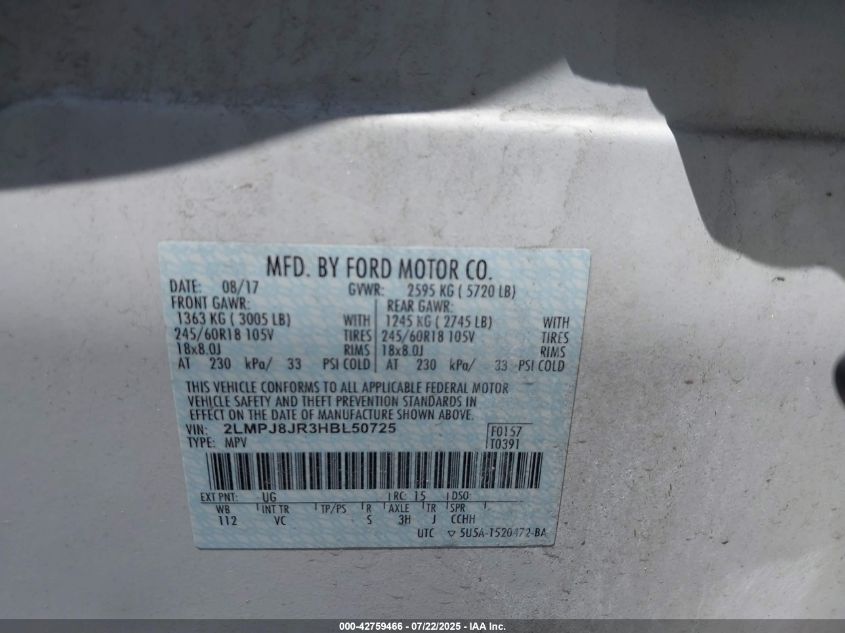 MFD. BY FORD MOTOR CO.
DATE: 08/17 GVWR: 2595 KG ( 5720 LB)
FRONT GAWR: REAR GAWR:
1363 KG ( 3005 LB) WITH 1245 KG ( 2745 LB) WITH
245/60R18 105V TIRES 245/60R18 105V TIRES
18x8.0J RIMS 18x8.0J RIMS
AT 230 kPa/ 33 PSI COLD AT 230 kPa/ 33 PSI COLD
THIS VEHICLE CONFORMS TO ALL APPLICABLE FEDERAL MOTOR
VEHICLE SAFETY AND THEFT PREVENTION STANDARDS IN
EFFECT ON THE DATE OF MANUFACTURE SHOWN ABOVE.
VIN: 2LMPJ8JR3HBL50725 F0157
TYPE: MPV T0391
EXT PNT: UG RC: 15 DSO:
WB INT TR TP/PS R AXLE TR SPR
112 VC S 3H J CCHH
UTC ▽ 5U5A-1520472-BA
000-42759466 - 07/22/2025 - IAA Inc.